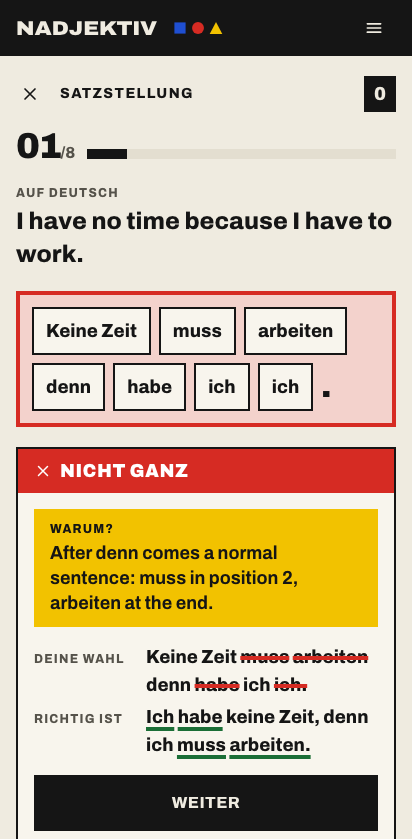 NADJEKTIV
SATZSTELLUNG
0
01/8
AUF DEUTSCH
I have no time because I have to
work.
Keine Zeit muss arbeiten
denn habe ich ich .
NICHT GANZ
WARUM?
After denn comes a normal
sentence: muss in position 2,
arbeiten at the end.
DEINE WAHL Keine Zeit muss arbeiten
denn habe ich ich.
RICHTIG IST Ich habe keine Zeit, denn
ich muss arbeiten.
WEITER